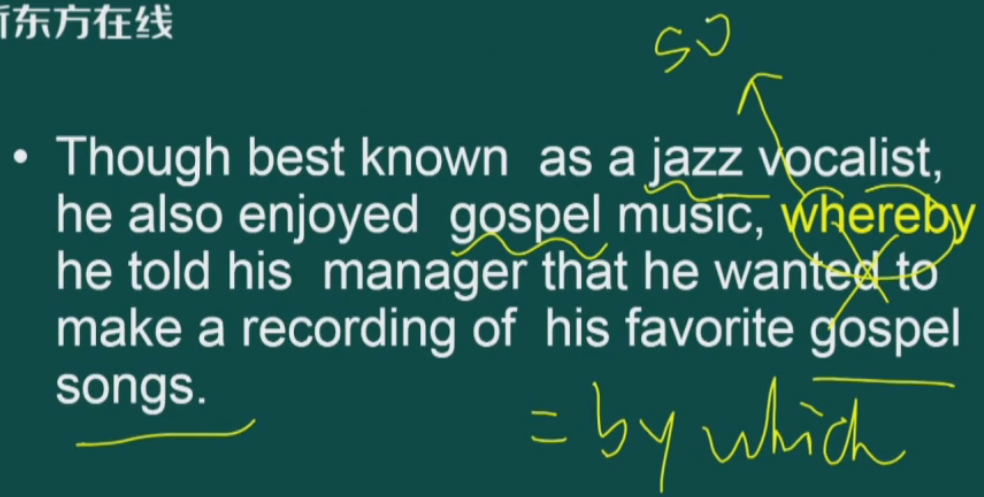 新东方在线
so
• Though best known as a jazz vocalist,
he also enjoyed gospel music, whereby
he told his manager that he wanted to
make a recording of his favorite gospel
songs.
= by which